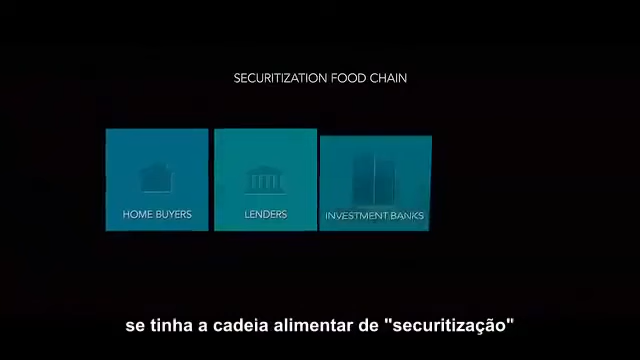 SECURITIZATION FOOD CHAIN
HOME BUYERS
LENDERS
INVESTMENT BANKS
se tinha a cadeia alimentar de "securitização"